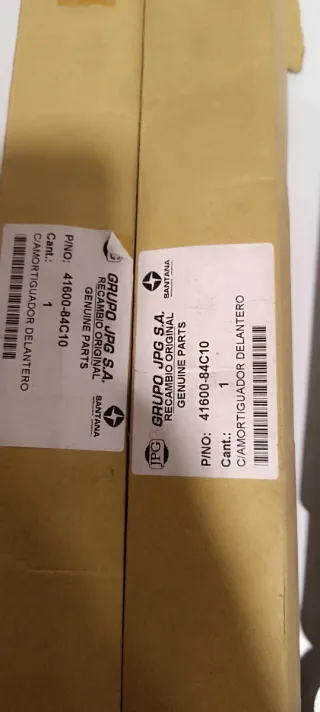 GRUPO JPG S.A.
RECAMBIO ORIGINAL
GENUINE PARTS
SANTANA
P/NO: 41600-84C10
Cant.: 1
C/AMORTIGUADOR DELANTERO
JPG
GRUPO JPG S.A.
RECAMBIO ORIGINAL
GENUINE PARTS
SANTANA
P/NO: 41600-84C10
Cant.: 1
C/AMORTIGUADOR DELANTERO